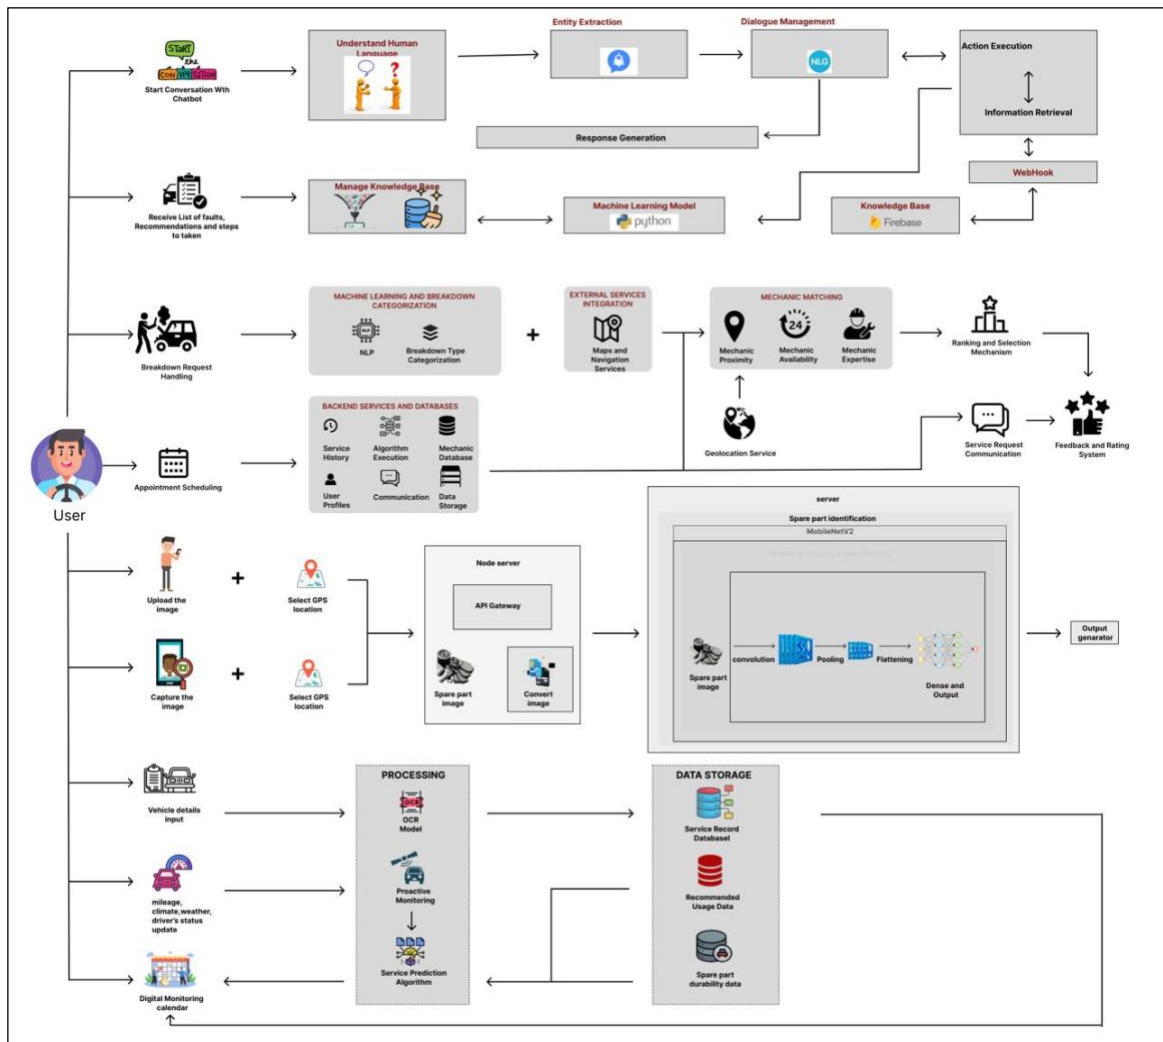 Entity Extraction
Dialogue Management
START
the
CONVERSATION
Start Conversation Wth
Chatbot
Understand Human
Language
NLG
Action Execution
Information Retrieval
Response Generation
WebHook
Receive List of faults,
Recommendations and steps
to taken
Manage Knowledge Base
Machine Learning Model
python
Knowledge Base
Firebase
Breakdown Request
Handling
MACHINE LEARNING AND BREAKDOWN
CATEGORIZATION
NLP
NLP
Breakdown Type
Categorization
+
EXTERNAL SERVICES
INTEGRATION
Maps and
Navigation
Services
MECHANIC MATCHING
24
Mechanic
Proximity
Mechanic
Availability
Mechanic
Expertise
Ranking and Selection
Mechanism
Geolocation Service
User
Appointment Scheduling
BACKEND SERVICES AND DATABASES
Service
History
Algorithm
Execution
Mechanic
Database
User
Profiles
Communication
Data
Storage
Service Request
Communication
Feedback and Rating
System
Upload the
image
+
Select GPS
location
Capture the
image
+
Select GPS
location
Node server
API Gateway
Spare part
image
Convert
image
server
Spare part identification
MobileNetV2
Spare part
image
convolution
Pooling
Flattening
Dense and
Output
Output
genarator
Vehicle details
input
mileage,
climate,weather,
driver's status
update
Digital Monitoring
calendar
PROCESSING
OCR
OCR
Model
Proactive
Monitoring
Service Prediction
Algorithm
DATA STORAGE
Service Record
Databasel
Recommended
Usage Data
Spare part
durability data